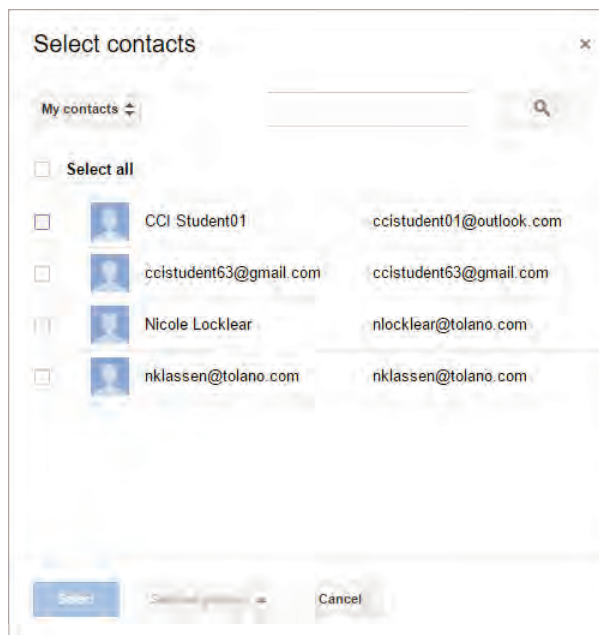 Select contacts ×
My contacts
Select all
CCI Student01 ccistudent01@outlook.com
ccistudent63@gmail.com ccistudent63@gmail.com
Nicole Locklear nlocklear@tolano.com
nklassen@tolano.com nklassen@tolano.com
Select Cancel